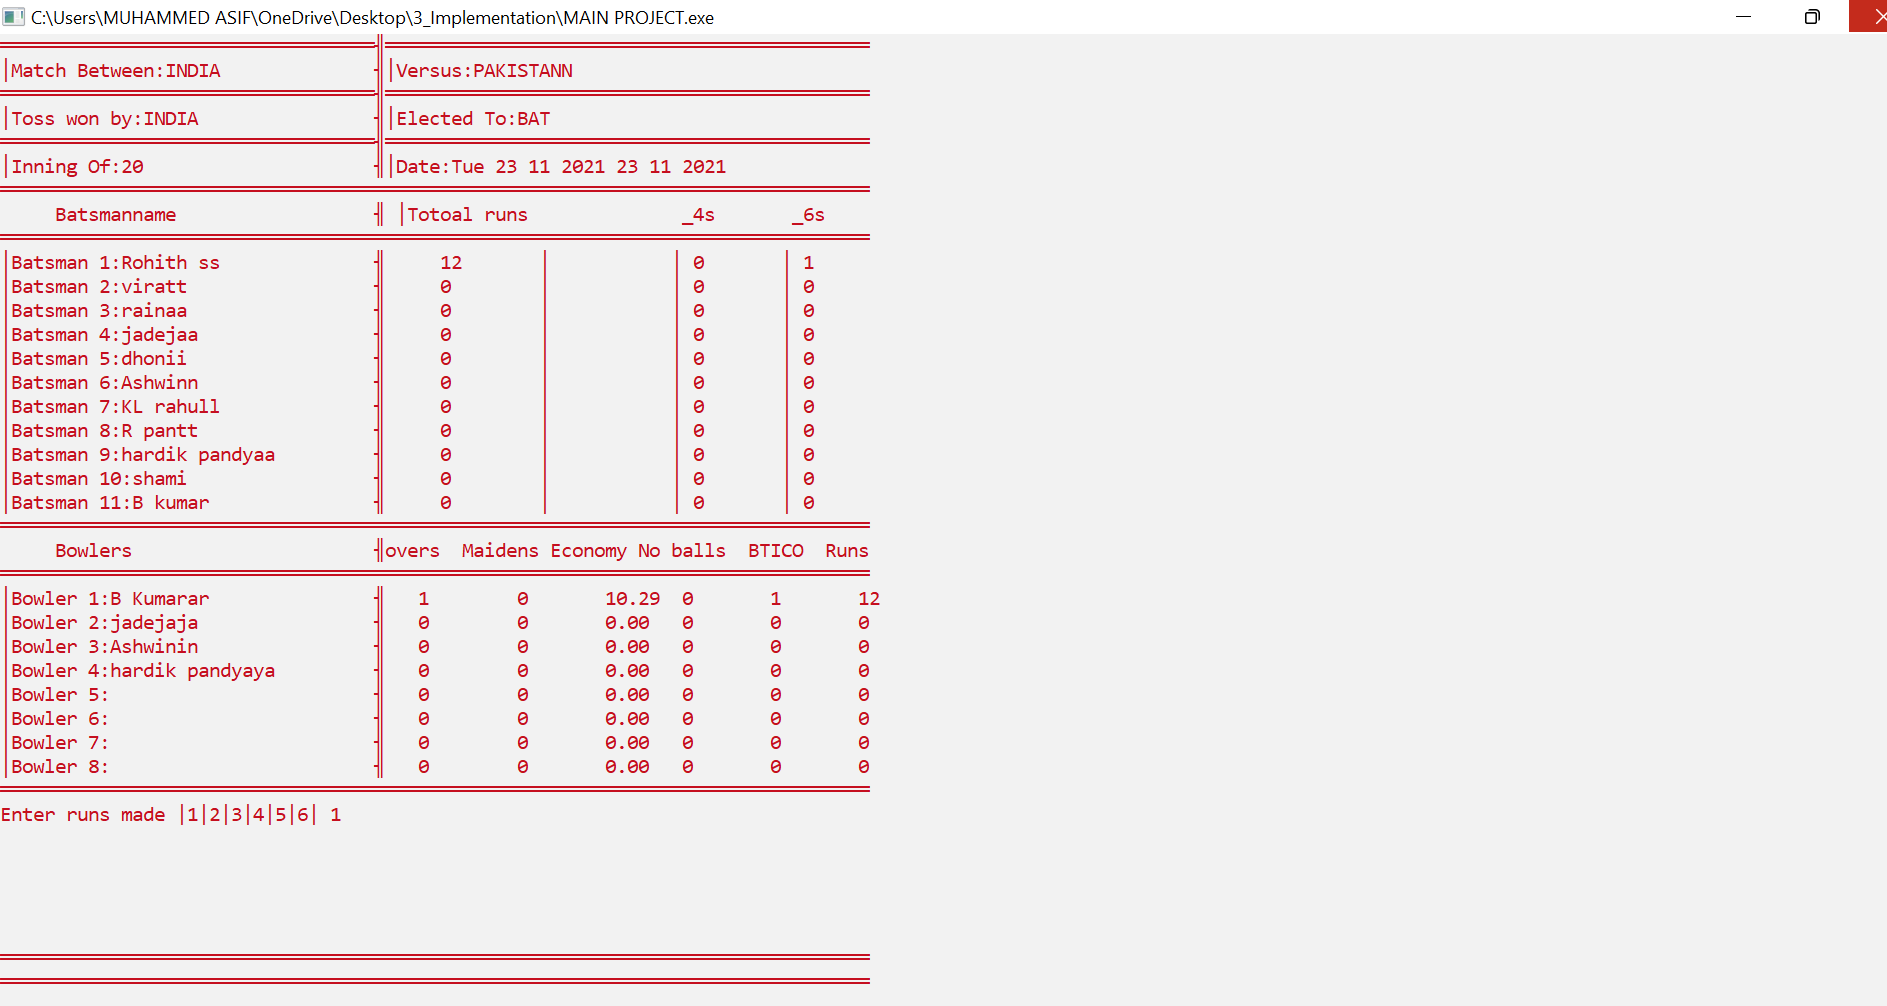 C:\Users\MUHAMMED ASIF\OneDrive\Desktop\3_Implementation\MAIN PROJECT.exe
|Match Between:INDIA |Versus:PAKISTANN
|Toss won by:INDIA |Elected To:BAT
|Inning Of:20 |Date:Tue 23 11 2021 23 11 2021
Batsmanname |Totoal runs _4s _6s
|Batsman 1:Rohith ss 12 | | 0 | 1
|Batsman 2:viratt 0 | | 0 | 0
|Batsman 3:rainaa 0 | | 0 | 0
|Batsman 4:jadejaa 0 | | 0 | 0
|Batsman 5:dhonii 0 | | 0 | 0
|Batsman 6:Ashwinn 0 | | 0 | 0
|Batsman 7:KL rahull 0 | | 0 | 0
|Batsman 8:R pantt 0 | | 0 | 0
|Batsman 9:hardik pandyaa 0 | | 0 | 0
|Batsman 10:shami 0 | | 0 | 0
|Batsman 11:B kumar 0 | | 0 | 0
Bowlers overs Maidens Economy No balls BTICO Runs
|Bowler 1:B Kumarar 1 0 10.29 0 1 12
|Bowler 2:jadejaja 0 0 0.00 0 0 0
|Bowler 3:Ashwinin 0 0 0.00 0 0 0
|Bowler 4:hardik pandyaya 0 0 0.00 0 0 0
|Bowler 5: 0 0 0.00 0 0 0
|Bowler 6: 0 0 0.00 0 0 0
|Bowler 7: 0 0 0.00 0 0 0
|Bowler 8: 0 0 0.00 0 0 0
Enter runs made |1|2|3|4|5|6| 1